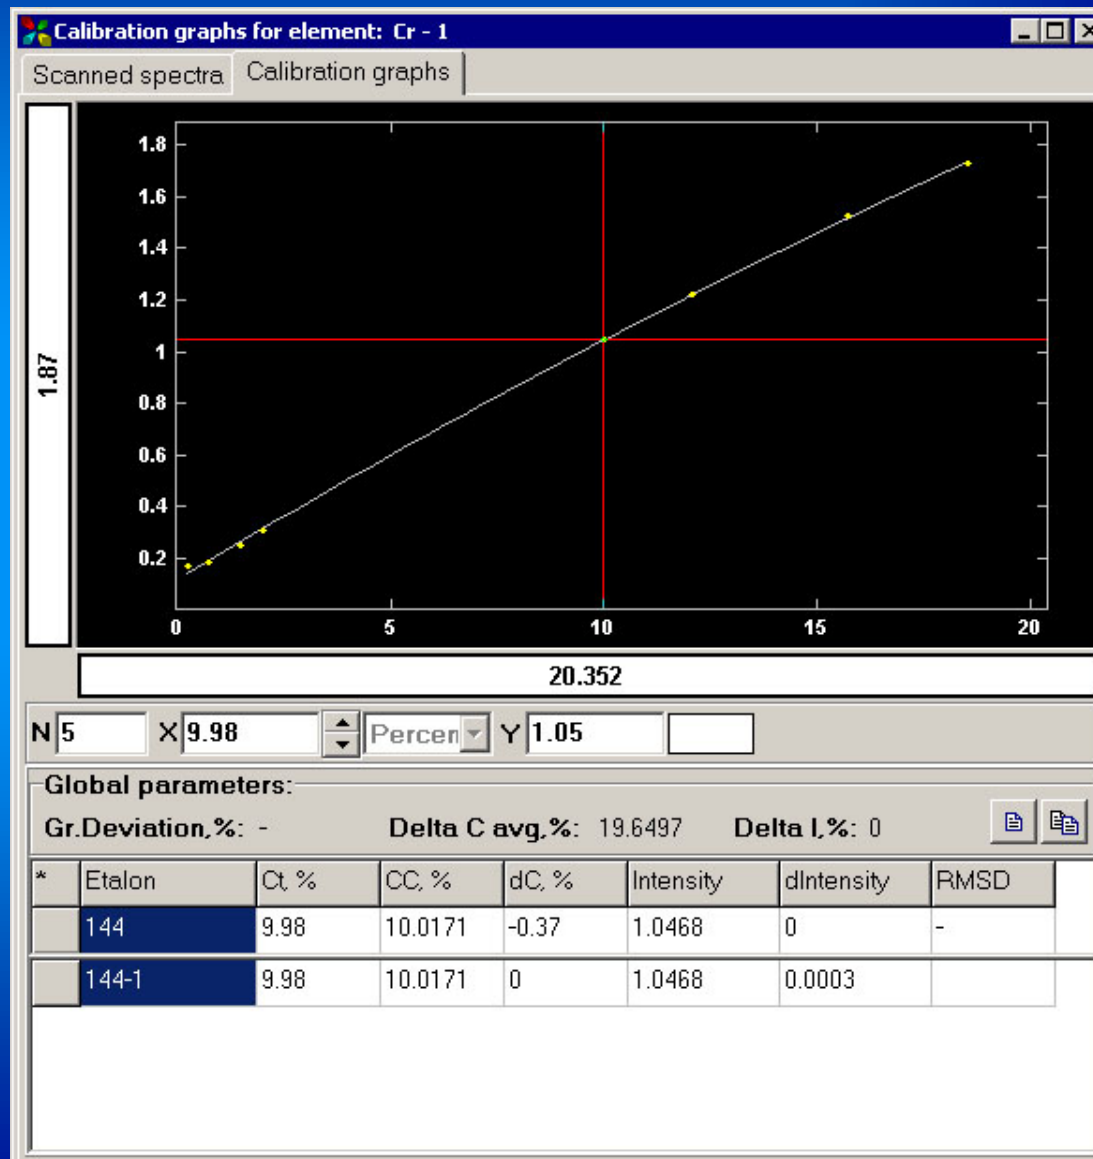 Calibration graphs for element: Cr - 1
Scanned spectra Calibration graphs
1.8
1.6
1.4
1.2
1
0.8
0.6
0.4
0.2
1.87
0 5 10 15 20
20.352
N 5 X 9.98 Percen Y 1.05
Global parameters:
Gr.Deviation,%: - Delta C avg,%: 19.6497 Delta I,%: 0
* Etalon Ct, % CC, % dC, % Intensity dIntensity RMSD
144 9.98 10.0171 -0.37 1.0468 0 -
144-1 9.98 10.0171 0 1.0468 0.0003